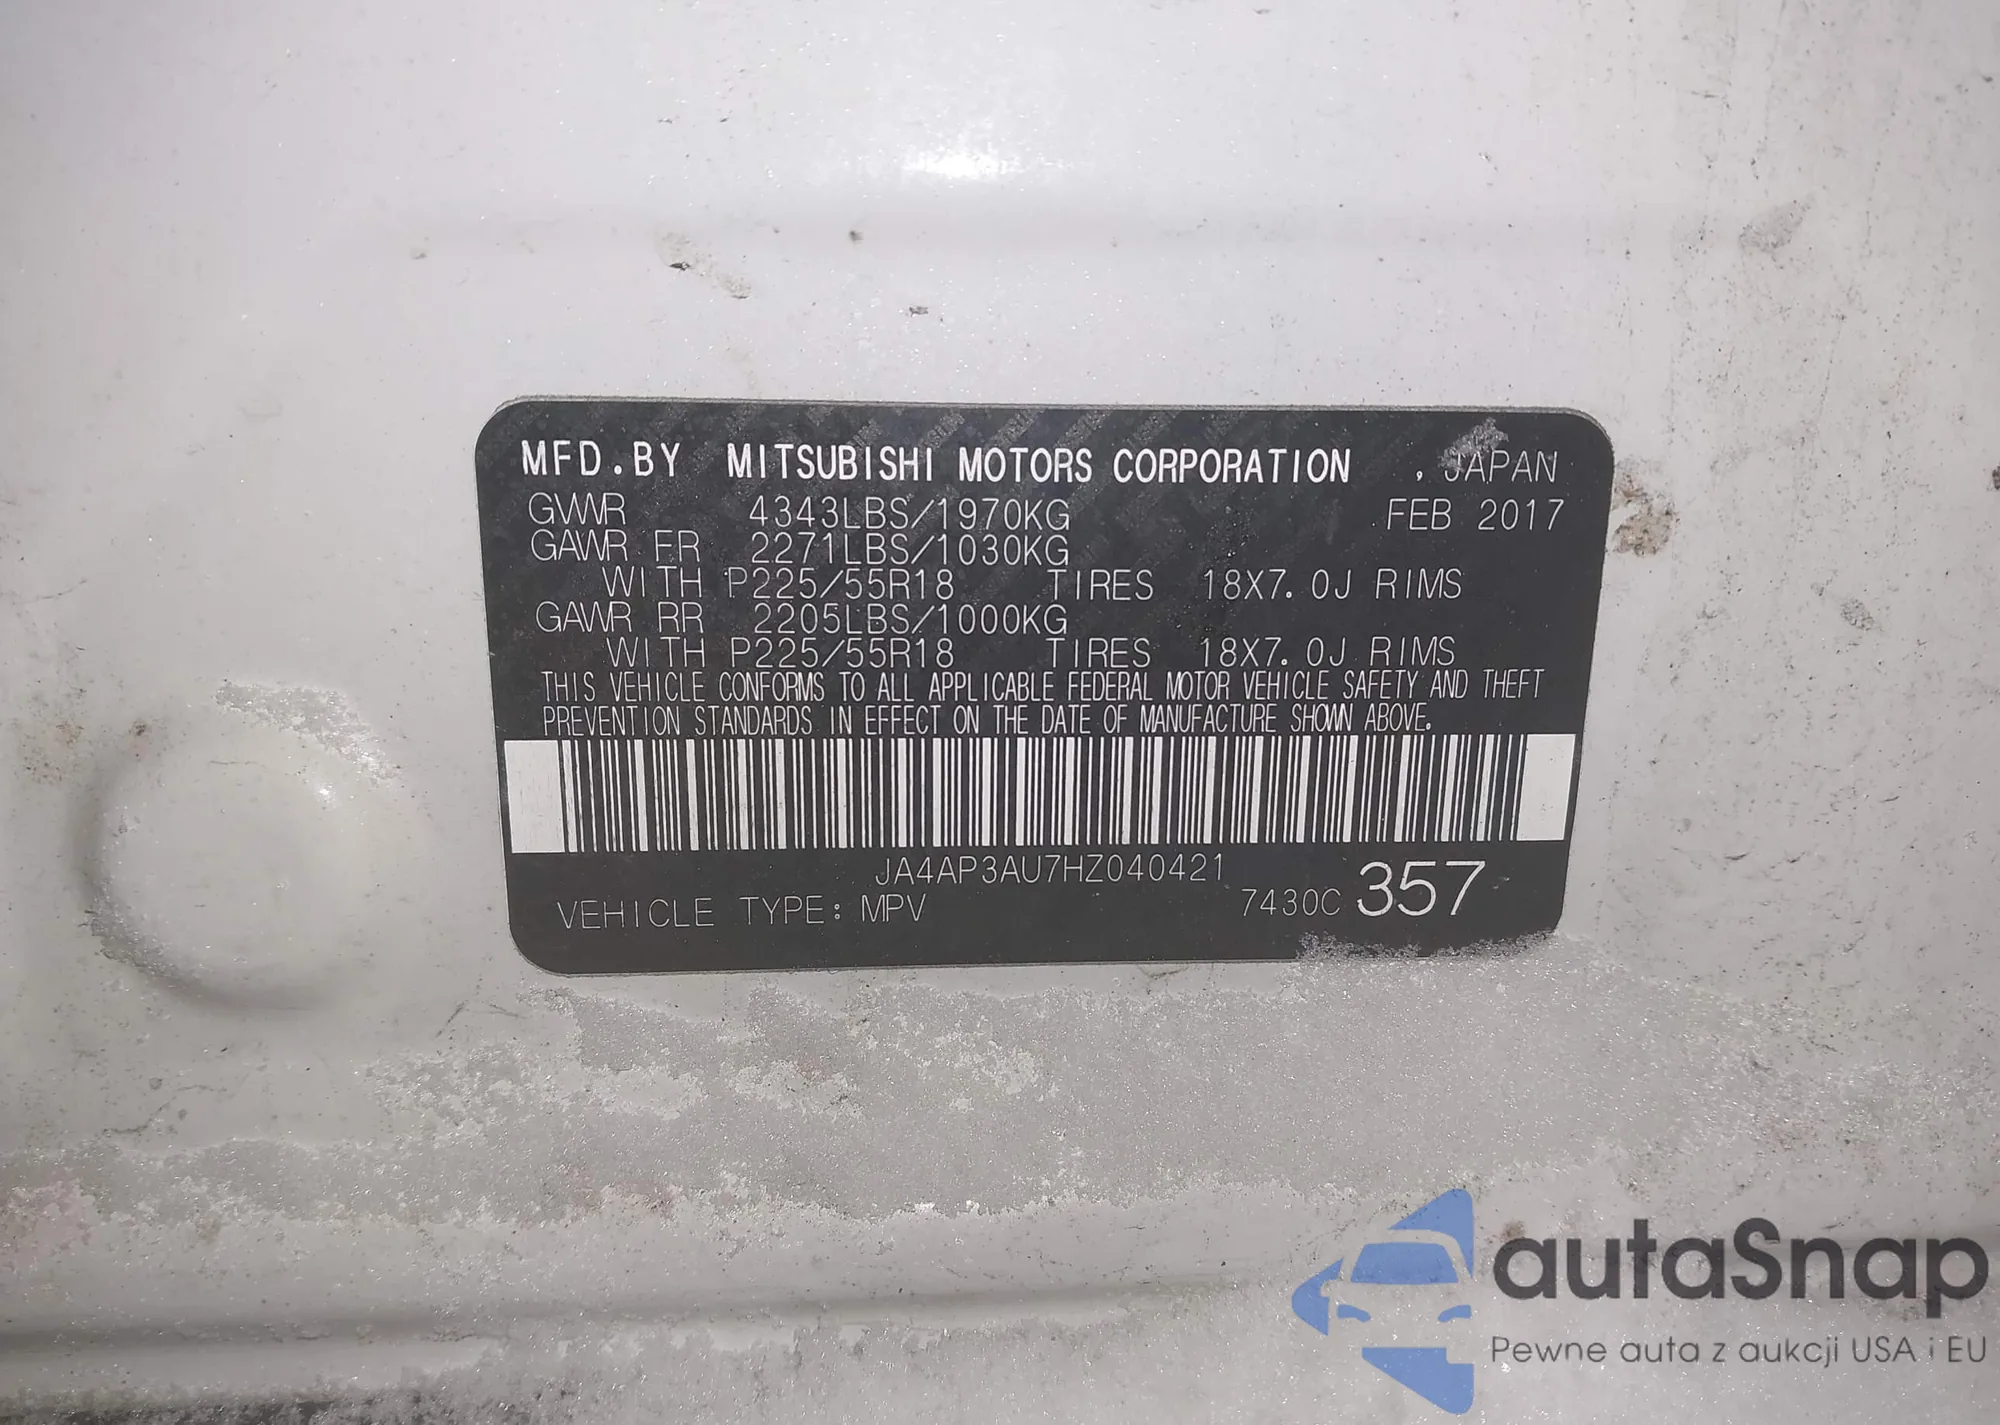 MFD.BY MITSUBISHI MOTORS CORPORATION , JAPAN
GVWR 4343LBS/1970KG FEB 2017
GAWR FR 2271LBS/1030KG
WITH P225/55R18 TIRES 18X7.0J RIMS
GAWR RR 2205LBS/1000KG
WITH P225/55R18 TIRES 18X7.0J RIMS
THIS VEHICLE CONFORMS TO ALL APPLICABLE FEDERAL MOTOR VEHICLE SAFETY AND THEFT
PREVENTION STANDARDS IN EFFECT ON THE DATE OF MANUFACTURE SHOWN ABOVE.
JA4AP3AU7HZ040421
VEHICLE TYPE: MPV 7430C 357
autaSnap
Pewne auta z aukcji USA i EU